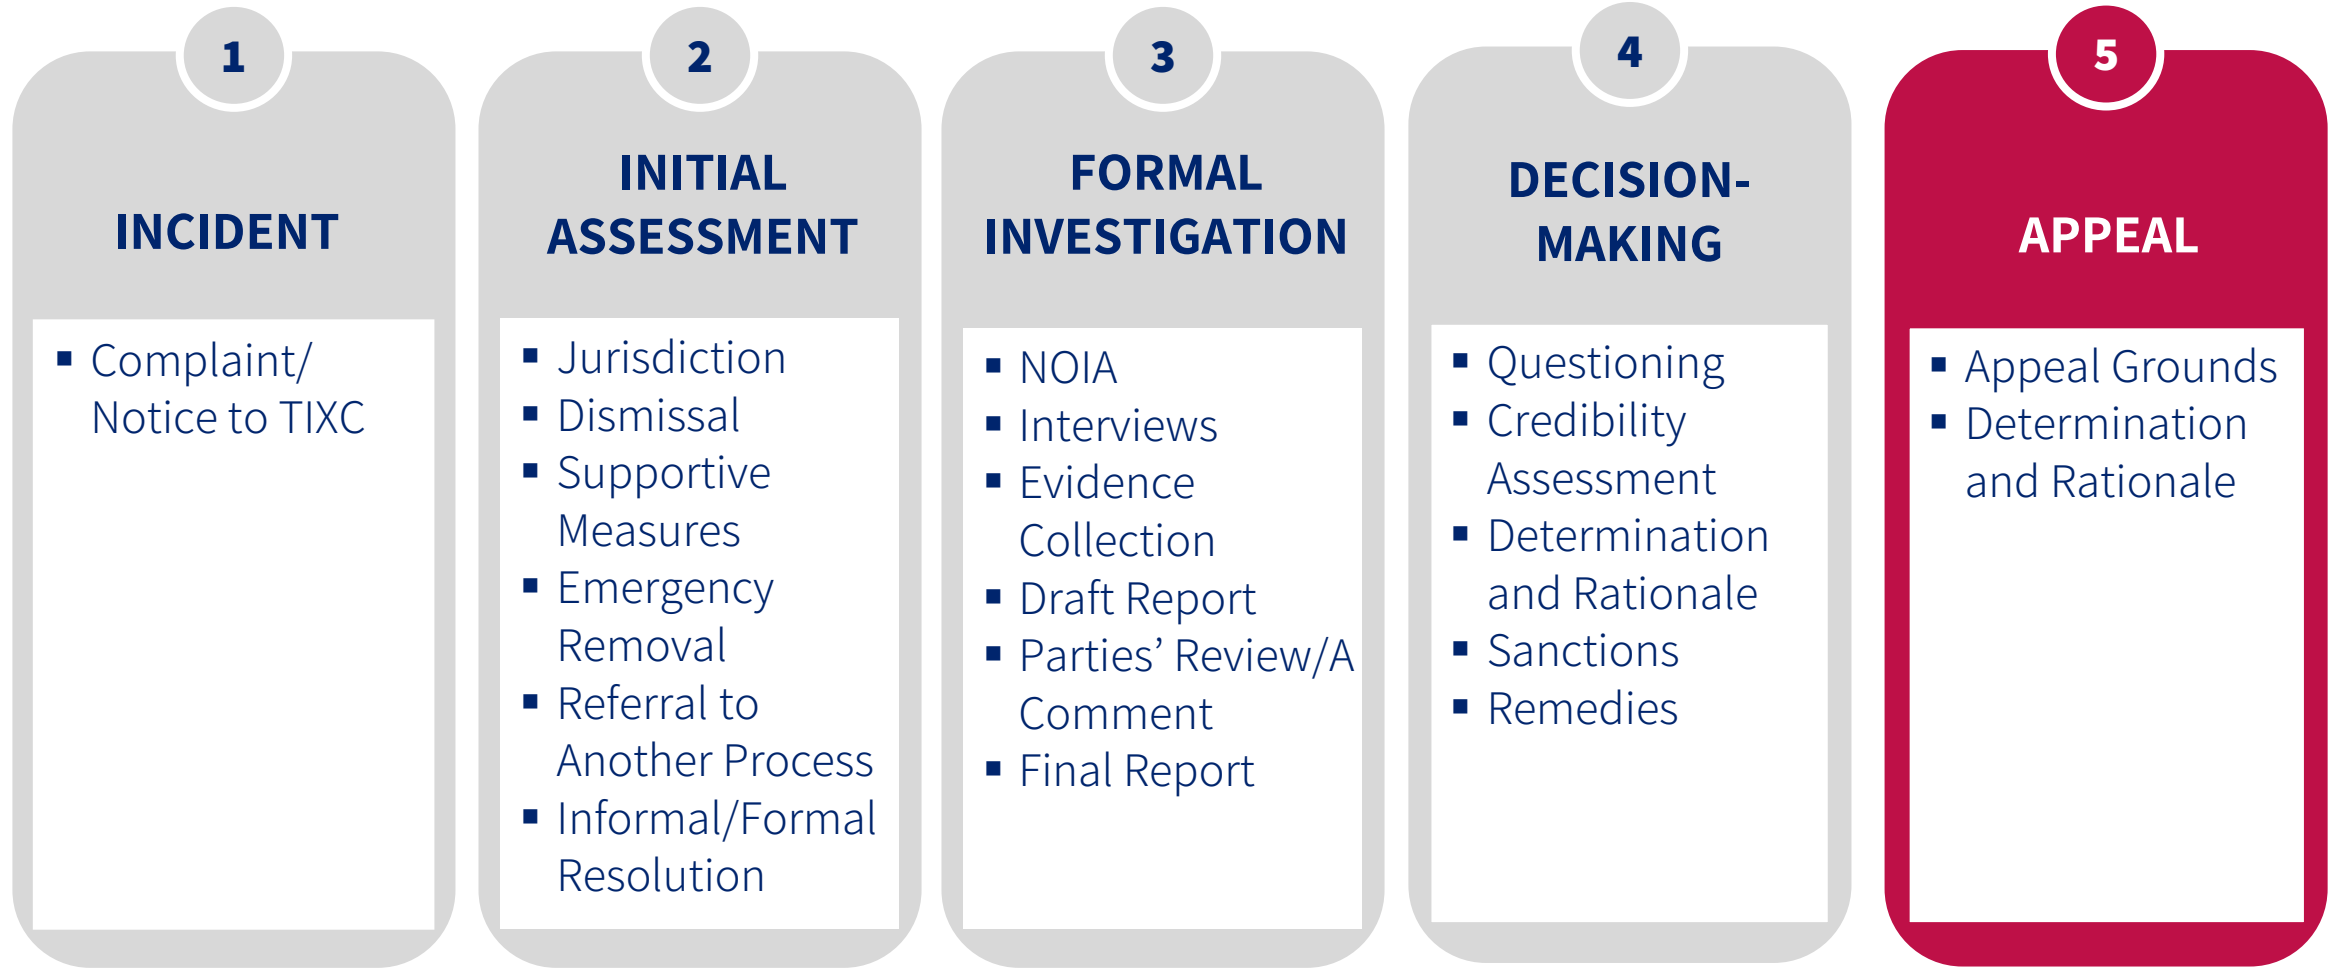 1
INCIDENT
▪ Complaint/
Notice to TIXC
2
INITIAL
ASSESSMENT
▪ Jurisdiction
▪ Dismissal
▪ Supportive
Measures
▪ Emergency
Removal
▪ Referral to
Another Process
▪ Informal/Formal
Resolution
3
FORMAL
INVESTIGATION
▪ NOIA
▪ Interviews
▪ Evidence
Collection
▪ Draft Report
▪ Parties’ Review/A
Comment
▪ Final Report
4
DECISION-
MAKING
▪ Questioning
▪ Credibility
Assessment
▪ Determination
and Rationale
▪ Sanctions
▪ Remedies
5
APPEAL
▪ Appeal Grounds
▪ Determination
and Rationale